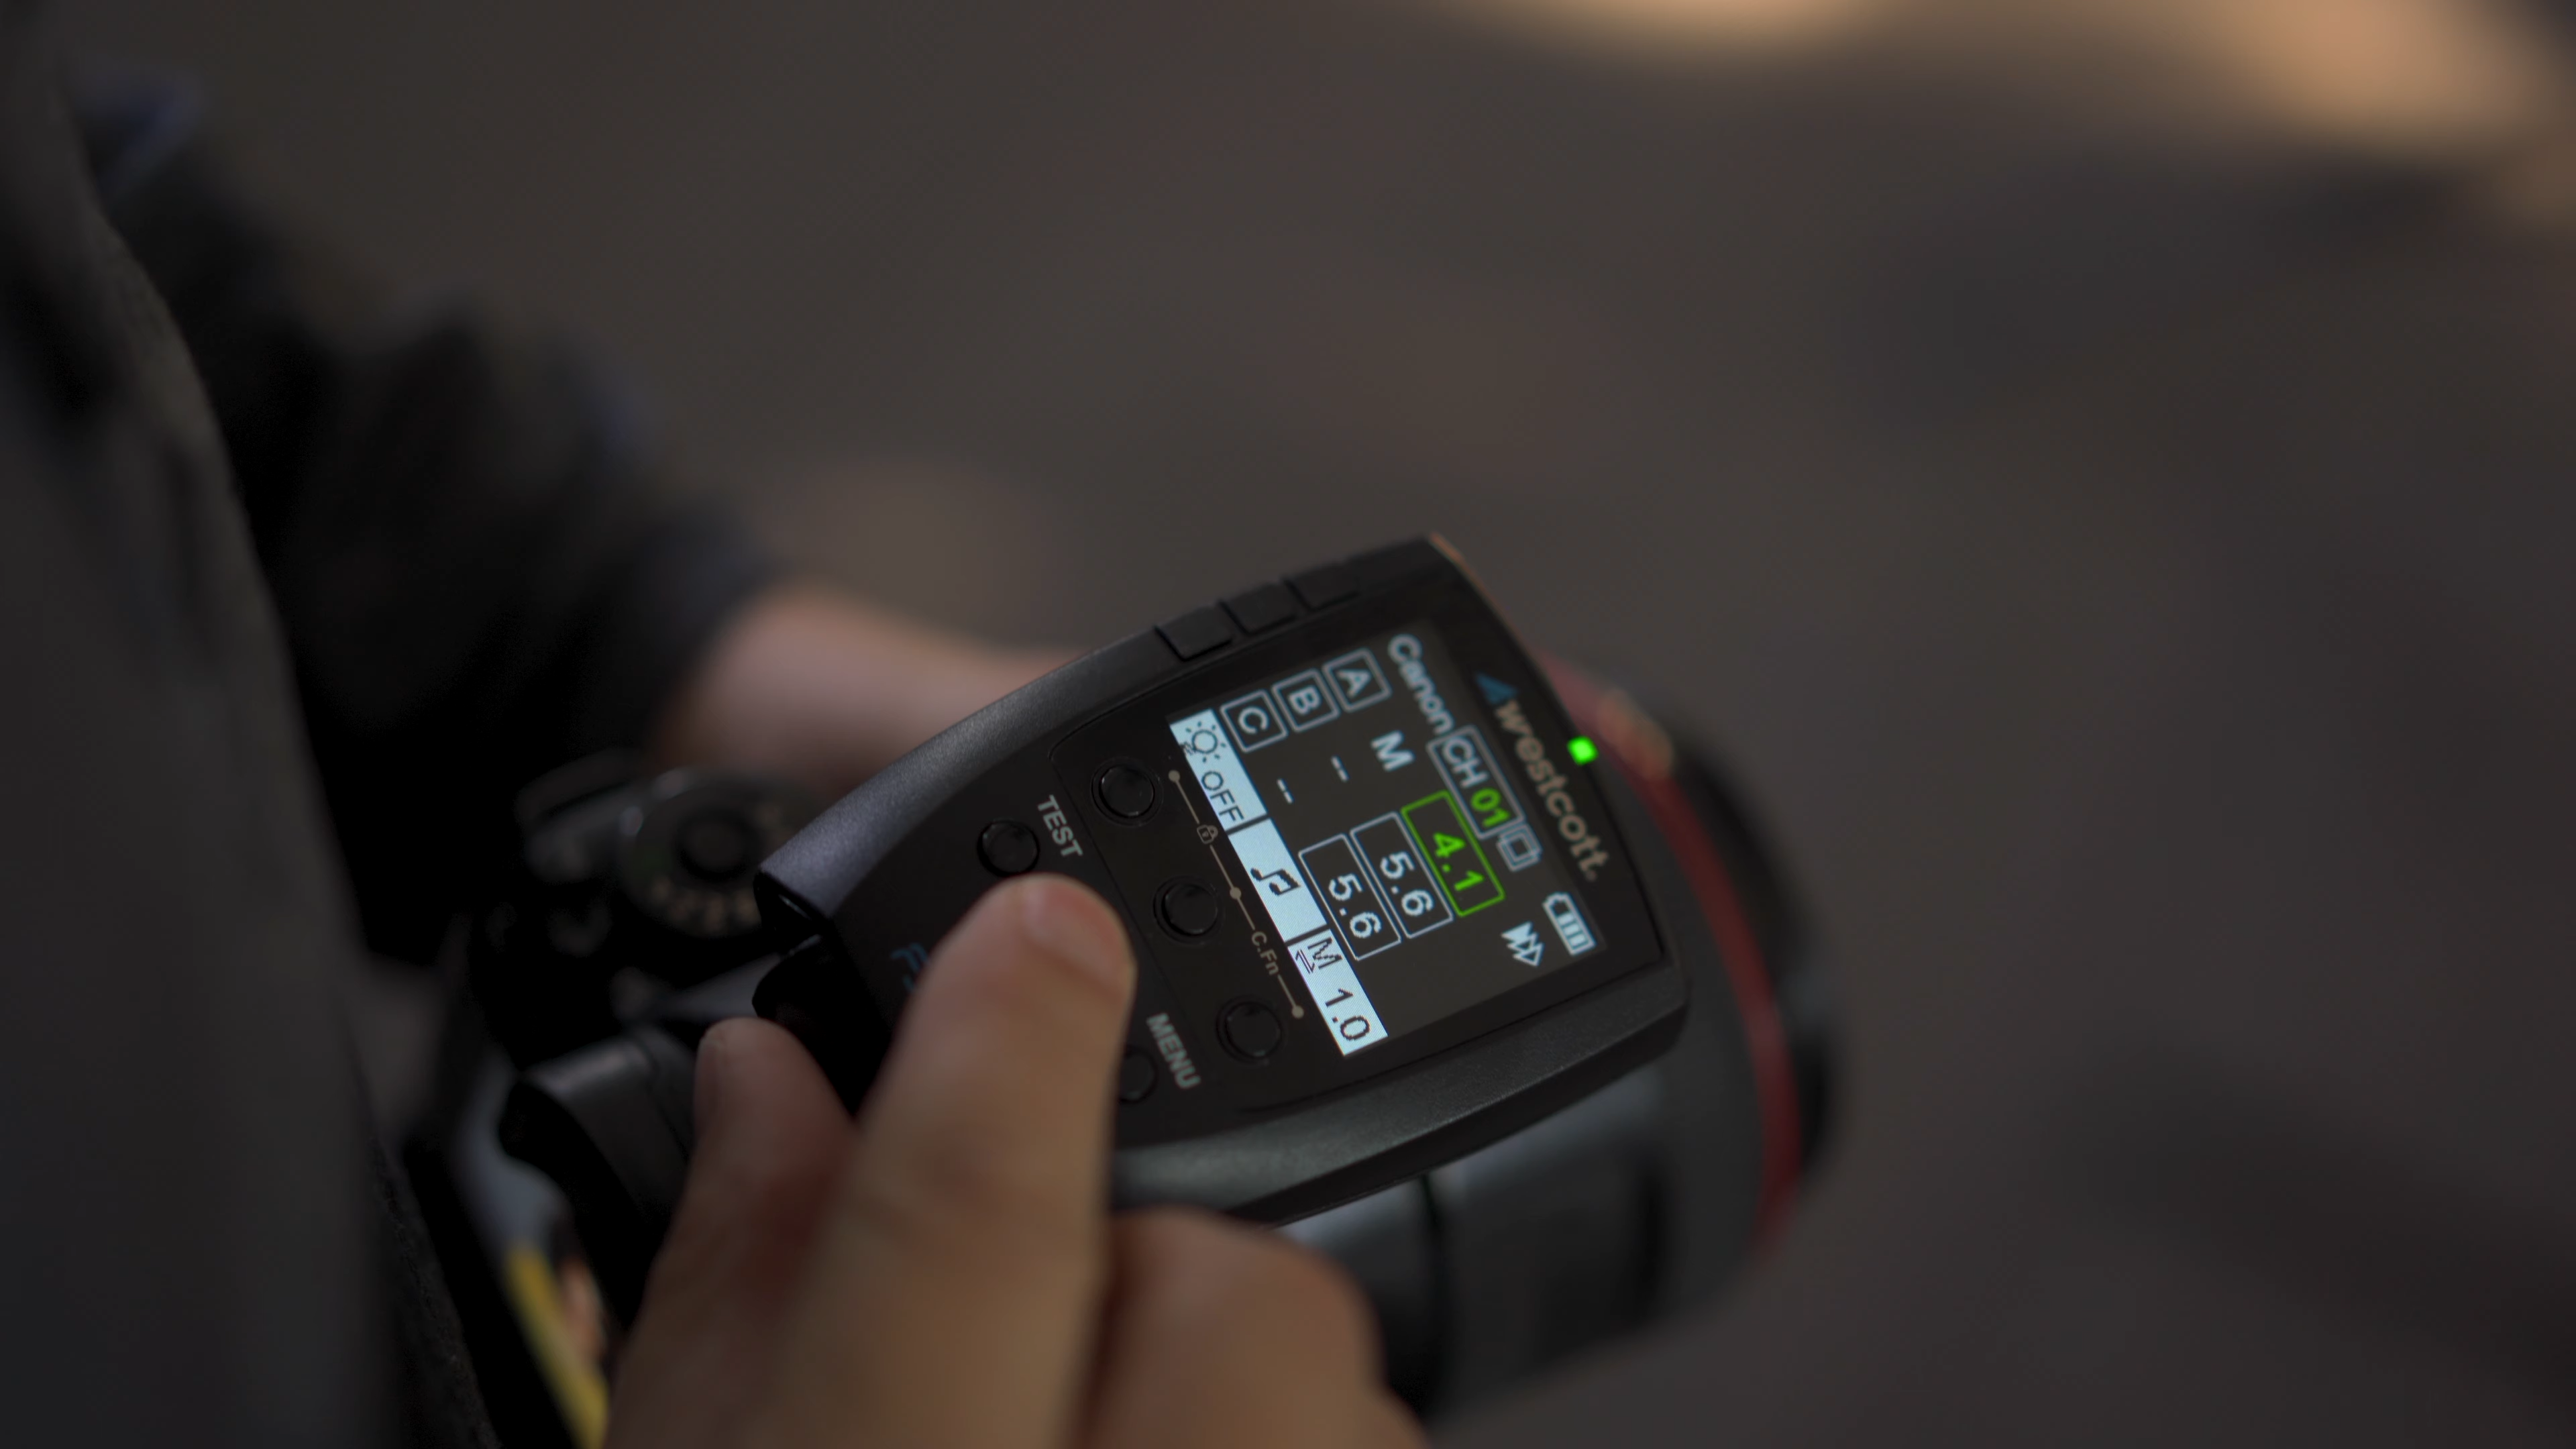 westcott.
Canon CH 01
A M 4.1
B -- 5.6
C -- 5.6
OFF M 1.0
C.Fn
TEST MENU